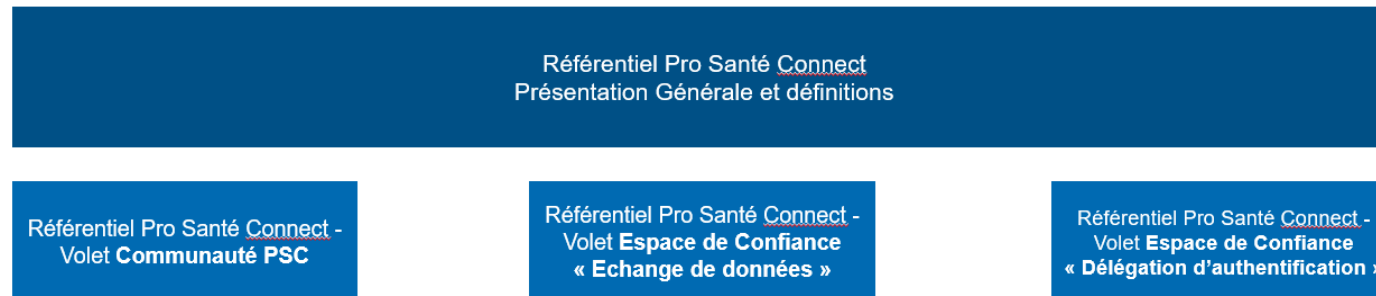 Référentiel Pro Santé Connect
Présentation Générale et définitions
Référentiel Pro Santé Connect -
Volet Communauté PSC
Référentiel Pro Santé Connect -
Volet Espace de Confiance
« Echange de données »
Référentiel Pro Santé Connect -
Volet Espace de Confiance
« Délégation d’authentification »